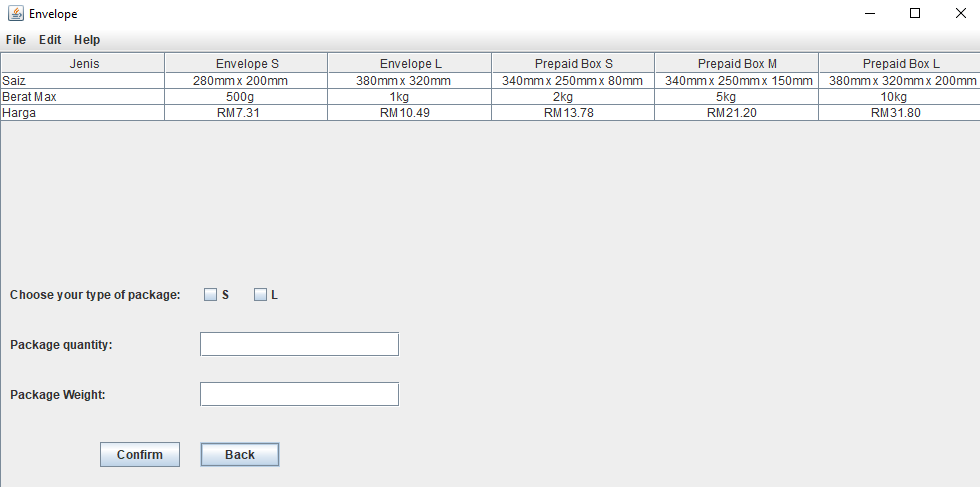 Envelope
File Edit Help
Jenis Envelope S Envelope L Prepaid Box S Prepaid Box M Prepaid Box L
Saiz 280mm x 200mm 380mm x 320mm 340mm x 250mm x 80mm 340mm x 250mm x 150mm 380mm x 320mm x 200mm
Berat Max 500g 1kg 2kg 5kg 10kg
Harga RM7.31 RM10.49 RM13.78 RM21.20 RM31.80
Choose your type of package: S L
Package quantity:
Package Weight:
Confirm Back